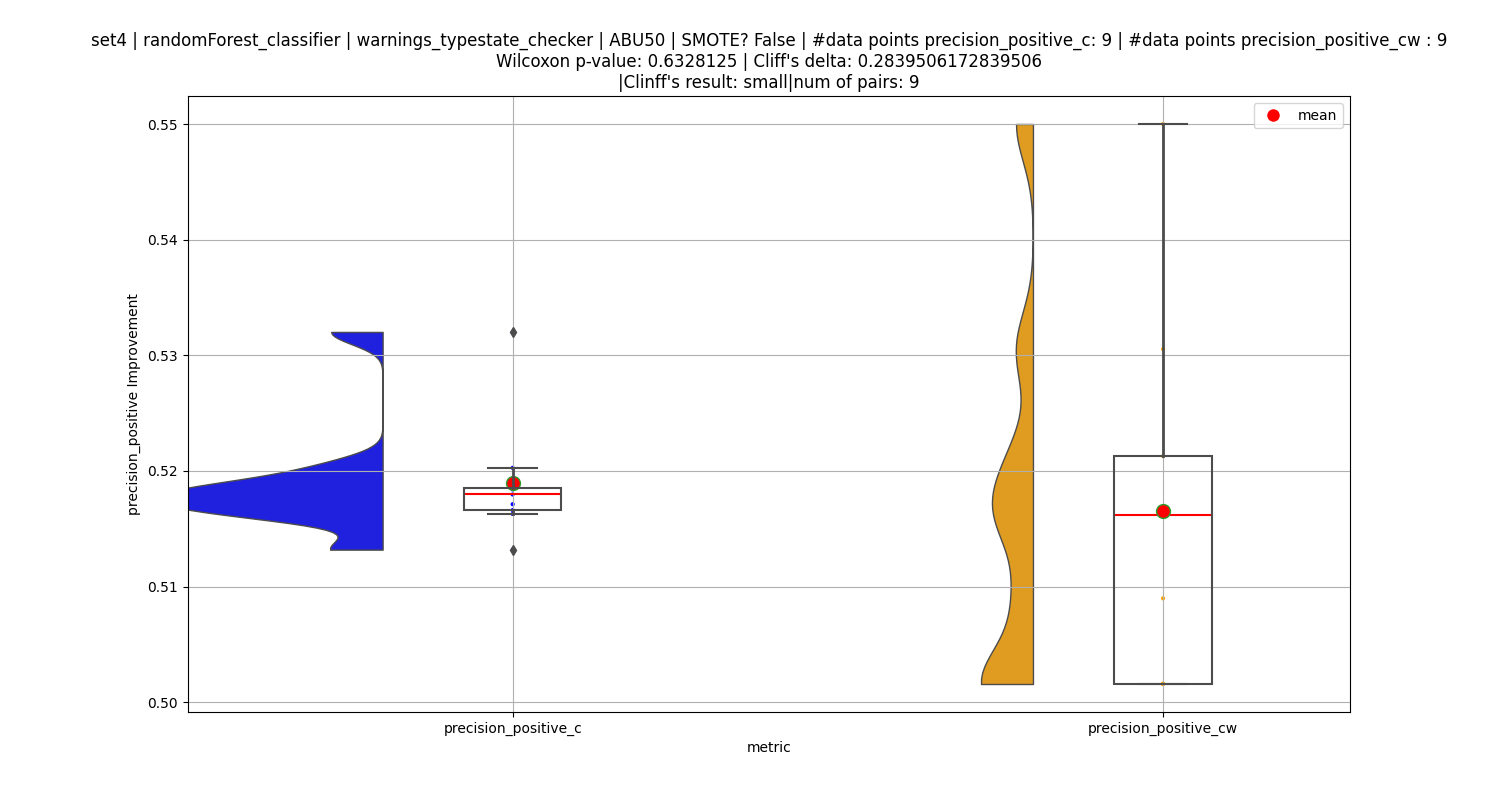 set4 | randomForest_classifier | warnings_typestate_checker | ABU50 | SMOTE? False | #data points precision_positive_c: 9 | #data points precision_positive_cw : 9
Wilcoxon p-value: 0.6328125 | Cliff's delta: 0.2839506172839506
|Clinff's result: small|num of pairs: 9
mean
0.55
0.54
0.53
0.52
0.51
0.50
precision_positive Improvement
precision_positive_c
precision_positive_cw
metric